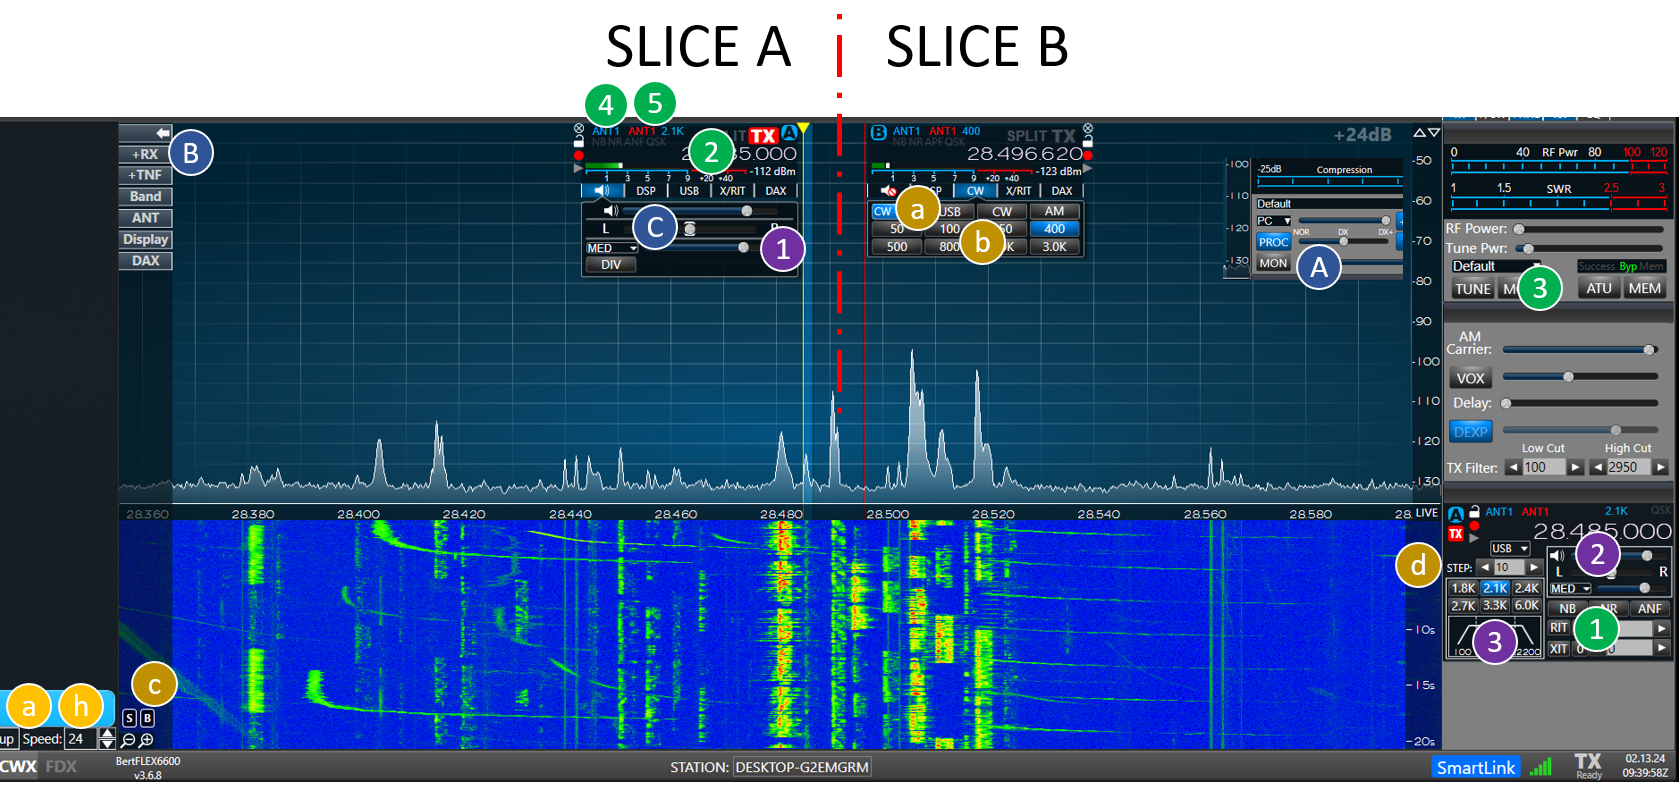 SLICE A
SLICE B
4
5
ANT1 ANT1 2.1K
NB NR ANF QSK
TX
A
2
5.000
-112 dBm
1 3 5 7 9 +20 +40
DSP USB X/RIT DAX
L
C
MED
1
DIV
B
ANT1 ANT1 400
NB NR APF QSK
SPLIT TX
28.496.620
-123 dBm
1 3 5 7 9 +20 +40
CW X/RIT DAX
CW
a
USB CW AM
50 100
b
400
500 800
3.0K
+24dB
B
+RX
+TNF
Band
ANT
Display
DAX
-100
-110
-120
-130
-25dB Compression
Default
PC
NOR DX DX+
PROC
MON
A
-50
-60
-70
-80
-90
-100
-110
-120
-130
28.360 28.380 28.400 28.420 28.440 28.460 28.480 28.500 28.520 28.540 28.560 28.580
LIVE
-10s
-15s
-20s
0 40 RF Pwr 80 100 120
1 1.5 SWR 2.5 3
RF Power:
Tune Pwr:
Default
Success Byp Mem
TUNE
3
ATU MEM
AM
Carrier:
VOX
Delay:
DEXP
Low Cut High Cut
TX Filter: 100 2950
A ANT1 ANT1 2.1K QSK
TX
28.485.000
USB
2
d
STEP: 10
L R
1.8K 2.1K 2.4K
MED
2.7K 3.3K 6.0K
NB NR ANF
RIT
1
3
100 2200
XIT 0 0
c
a
h
S B
up Speed: 24
CWX FDX
BertFLEX6600
v3.6.8
STATION: DESKTOP-G2EMGRM
SmartLink
TX
Ready
02.13.24
09:39:58Z